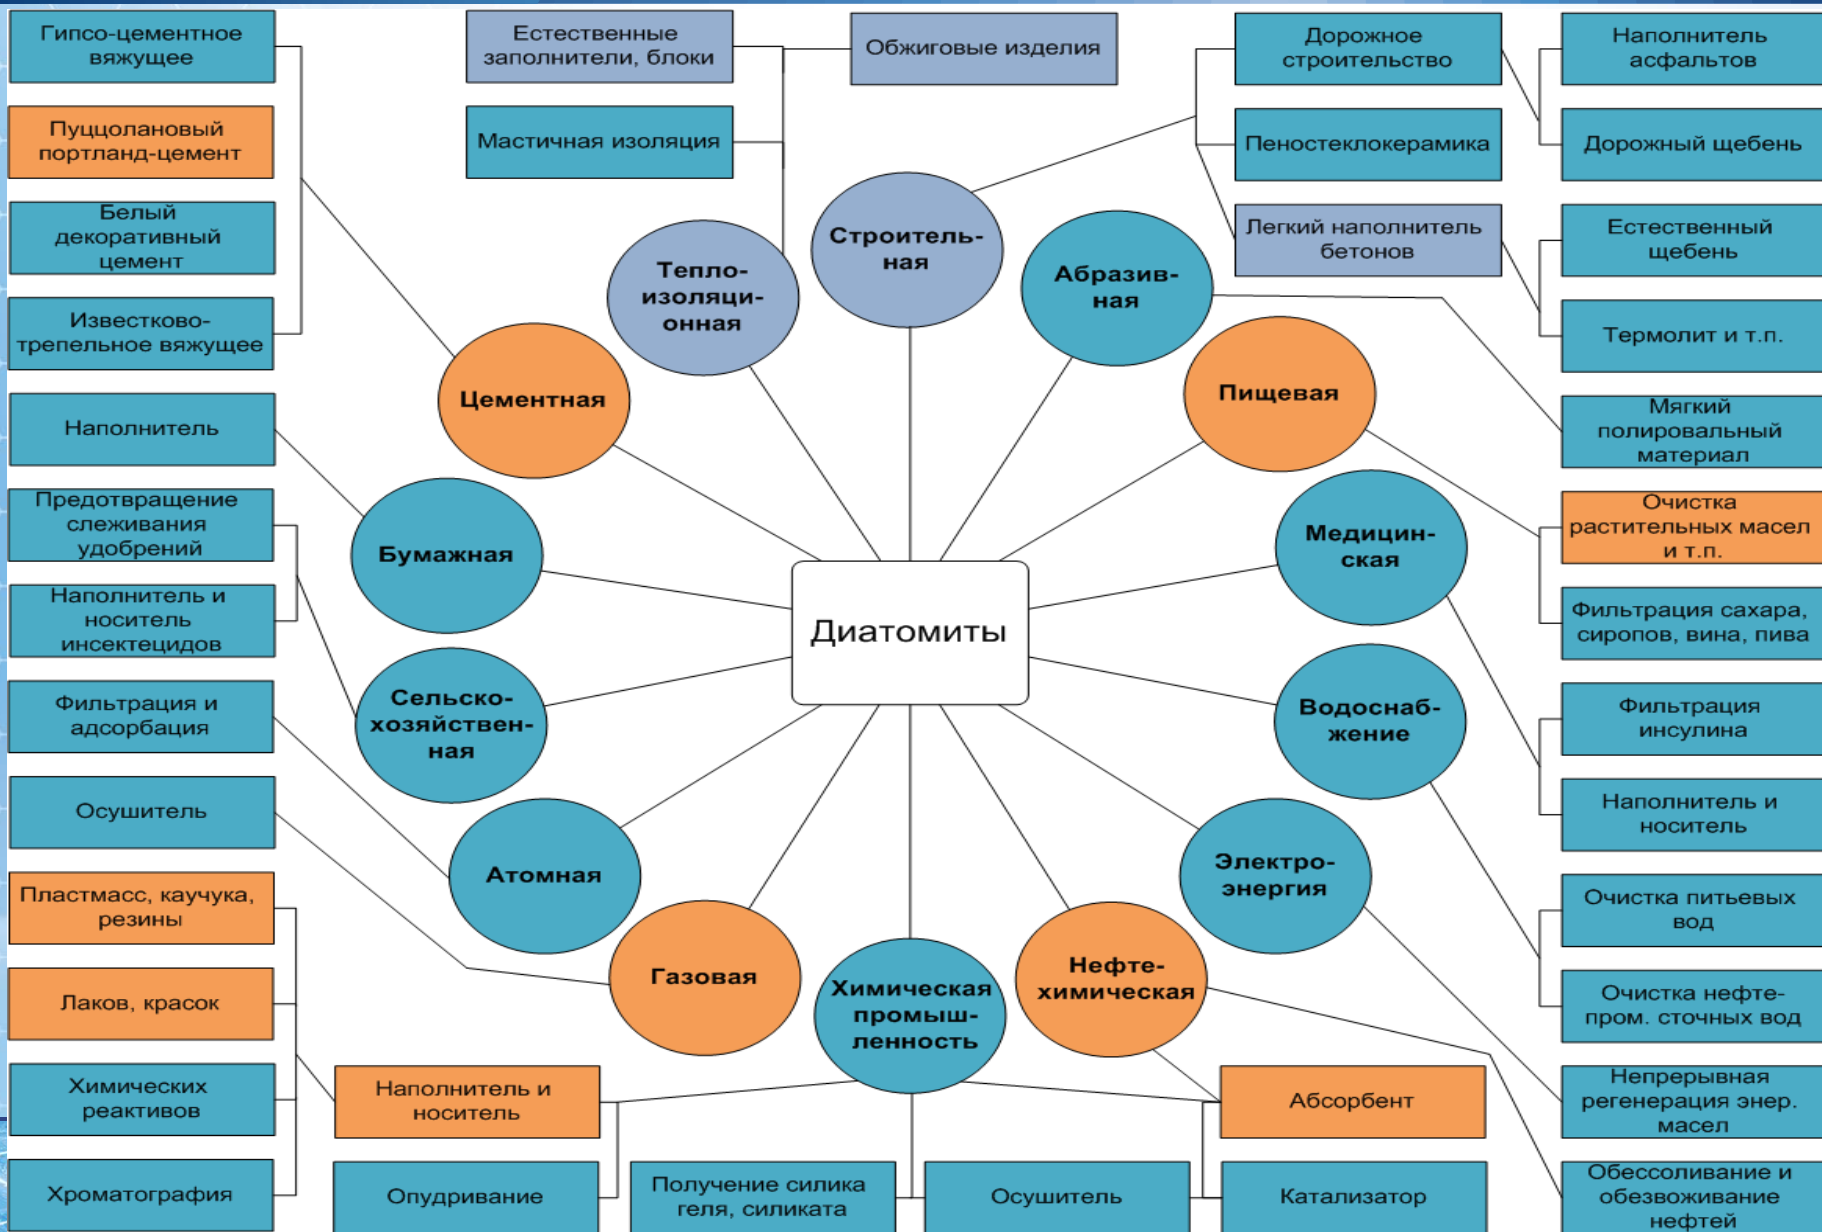 Гипсо-цементное
вяжущее
Пуццолановый
портланд-цемент
Белый
декоративный
цемент
Известково-
трепельное вяжущее
Наполнитель
Предотвращение
слеживания
удобрений
Наполнитель и
носитель
инсектецидов
Фильтрация и
адсорбация
Осушитель
Пластмасс, каучука,
резины
Лаков, красок
Химических
реактивов
Хроматография
Естественные
заполнители, блоки
Мастичная изоляция
Обжиговые изделия
Дорожное
строительство
Пеностеклокерамика
Легкий наполнитель
бетонов
Наполнитель
асфальтов
Дорожный щебень
Естественный
щебень
Термолит и т.п.
Мягкий
полировальный
материал
Очистка
растительных масел
и т.п.
Фильтрация сахара,
сиропов, вина, пива
Фильтрация
инсулина
Наполнитель и
носитель
Очистка питьевых
вод
Очистка нефте-
пром. сточных вод
Непрерывная
регенерация энер.
масел
Обессоливание и
обезвоживание
нефтей
Строитель-
ная
Абразив-
ная
Пищевая
Медицин-
ская
Водоснаб-
жение
Электро-
энергия
Нефте-
химическая
Химическая
промыш-
ленность
Газовая
Атомная
Сельско-
хозяйствен-
ная
Бумажная
Цементная
Тепло-
изоляци-
онная
Диатомиты
Наполнитель и
носитель
Абсорбент
Опудривание
Получение силика
геля, силиката
Осушитель
Катализатор